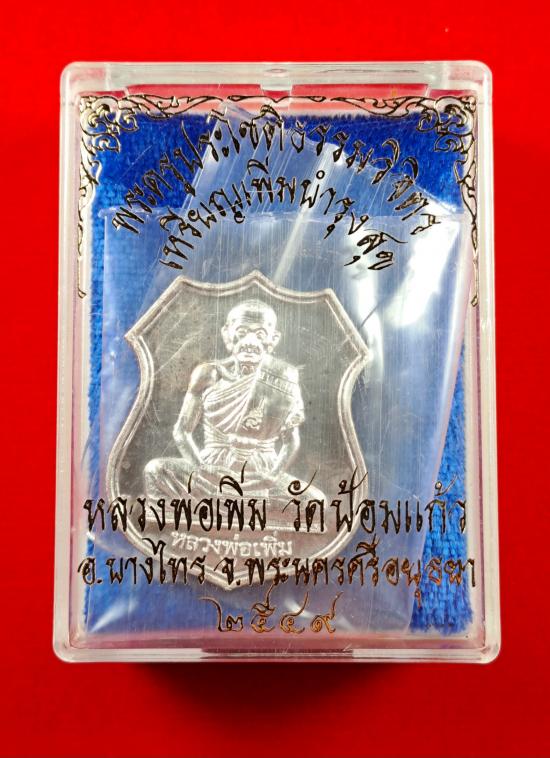 พระครูประโชติธรรมวิจิตร
เหรียญเพิ่มบำรุงสุข
หลวงพ่อเพิ่ม
หลวงพ่อเพิ่ม วัดป้อมแก้ว
อ.บางไทร จ.พระนครศรีอยุธยา
๒๕๔๙